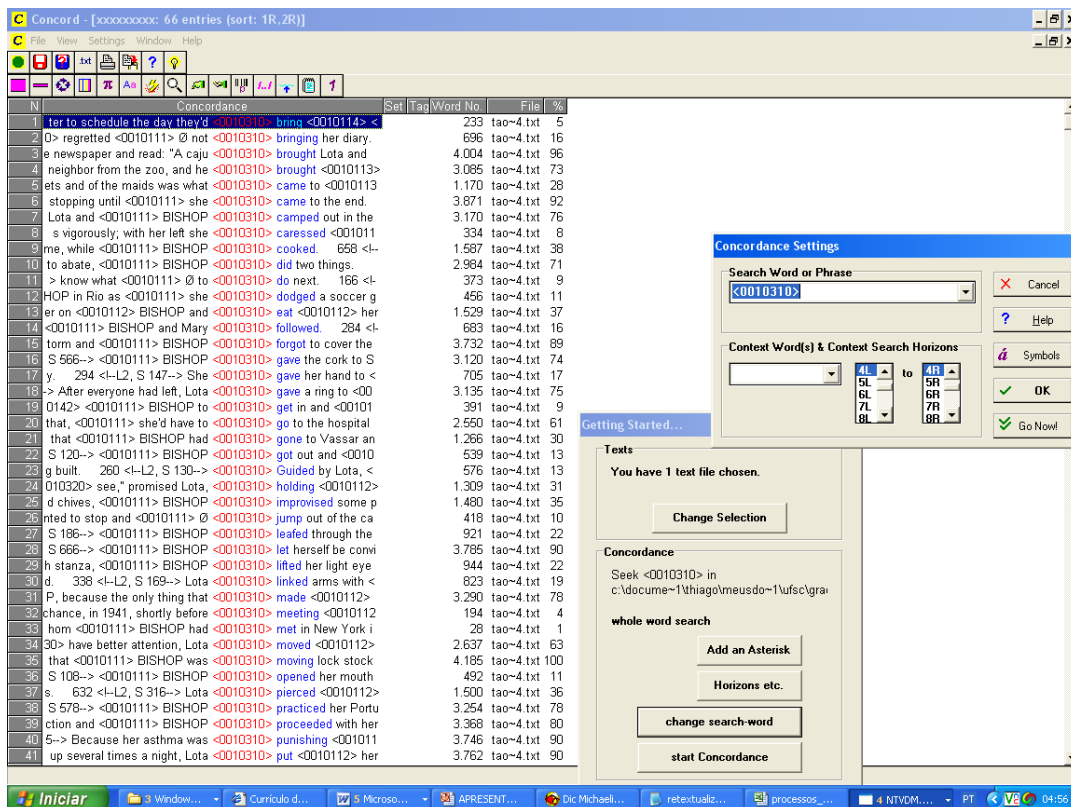 Concord - [xxxxxxxxx: 66 entries (sort: 1R,2R)]
File View Settings Window Help
.txt ?
π Aa
N Concordance Set Tag Word No. File %
1 ter to schedule the day they'd <0010310> bring <0010114> < 233 tao~4.txt 5
2 0> regretted <0010111> Ø not <0010310> bringing her diary. 696 tao~4.txt 16
3 e newspaper and read: "A caju <0010310> brought Lota and 4.004 tao~4.txt 96
4 neighbor from the zoo, and he <0010310> brought <0010113> 3.085 tao~4.txt 73
5 ets and of the maids was what <0010310> came to <0010113 1.170 tao~4.txt 28
6 stopping until <0010111> she <0010310> came to the end. 3.871 tao~4.txt 92
7 Lota and <0010111> BISHOP <0010310> camped out in the 3.170 tao~4.txt 76
8 s vigorously; with her left she <0010310> caressed <001011 334 tao~4.txt 8
9 me, while <0010111> BISHOP <0010310> cooked. 658 <!-- 1.587 tao~4.txt 38
10 to abate, <0010111> BISHOP <0010310> did two things. 2.984 tao~4.txt 71
11 > know what <0010111> Ø to <0010310> do next. 166 <!- 373 tao~4.txt 9
12 HOP in Rio as <0010111> she <0010310> dodged a soccer g 456 tao~4.txt 11
13 er on <0010112> BISHOP and <0010310> eat <0010112> her 1.529 tao~4.txt 37
14 <0010111> BISHOP and Mary <0010310> followed. 284 <!- 683 tao~4.txt 16
15 torm and <0010111> BISHOP <0010310> forgot to cover the 3.732 tao~4.txt 89
16 S 566--> <0010111> BISHOP <0010310> gave the cork to S 3.120 tao~4.txt 74
17 y. 294 <!--L2, S 147--> She <0010310> gave her hand to < 705 tao~4.txt 17
18 -> After everyone had left, Lota <0010310> gave a ring to <00 3.135 tao~4.txt 75
19 0142> <0010111> BISHOP to <0010310> get in and <00101 391 tao~4.txt 9
20 that, <0010111> she'd have to <0010310> go to the hospital 2.550 tao~4.txt 61
21 that <0010111> BISHOP had <0010310> gone to Vassar an 1.266 tao~4.txt 30
22 S 120--> <0010111> BISHOP <0010310> got out and <0010 539 tao~4.txt 13
23 g built. 260 <!--L2, S 130--> <0010310> Guided by Lota, < 576 tao~4.txt 13
24 010320> see," promised Lota, <0010310> holding <0010112> 1.309 tao~4.txt 31
25 d chives, <0010111> BISHOP <0010310> improvised some p 1.480 tao~4.txt 35
26 nted to stop and <0010111> Ø <0010310> jump out of the ca 418 tao~4.txt 10
27 S 186--> <0010111> BISHOP <0010310> leafed through the 921 tao~4.txt 22
28 S 666--> <0010111> BISHOP <0010310> let herself be convi 3.785 tao~4.txt 90
29 h stanza, <0010111> BISHOP <0010310> lifted her light eye 944 tao~4.txt 22
30 d. 338 <!--L2, S 169--> Lota <0010310> linked arms with < 823 tao~4.txt 19
31 P, because the only thing that <0010310> made <0010112> 3.290 tao~4.txt 78
32 chance, in 1941, shortly before <0010310> meeting <0010112 194 tao~4.txt 4
33 hom <0010111> BISHOP had <0010310> met in New York i 28 tao~4.txt 1
34 30> have better attention, Lota <0010310> moved <0010112> 2.637 tao~4.txt 63
35 that <0010111> BISHOP was <0010310> moving lock stock 4.185 tao~4.txt 100
36 S 108--> <0010111> BISHOP <0010310> opened her mouth 492 tao~4.txt 11
37 s. 632 <!--L2, S 316--> Lota <0010310> pierced <0010112> 1.500 tao~4.txt 36
38 S 578--> <0010111> BISHOP <0010310> practiced her Portu 3.254 tao~4.txt 78
39 ction and <0010111> BISHOP <0010310> proceeded with her 3.368 tao~4.txt 80
40 5--> Because her asthma was <0010310> punishing <001011 3.746 tao~4.txt 90
41 up several times a night, Lota <0010310> put <0010112> her 3.762 tao~4.txt 90
Concordance Settings
Search Word or Phrase
<0010310>
Context Word(s) & Context Search Horizons
4L to 4R
5L 5R
6L 6R
7L 7R
8L 8R
Cancel
Help
Symbols
OK
Go Now!
Getting Started...
Texts
You have 1 text file chosen.
Change Selection
Concordance
Seek <0010310> in
c:\docume~1\thiago\meusdo~1\ufsc\gra
whole word search
Add an Asterisk
Horizons etc.
change search-word
start Concordance
Iniciar 3 Window... Currículo d... 5 Microso... APRESENT... Dic Michaeli... retextualiz... processos_... 4 NTVDM.... PT 04:56